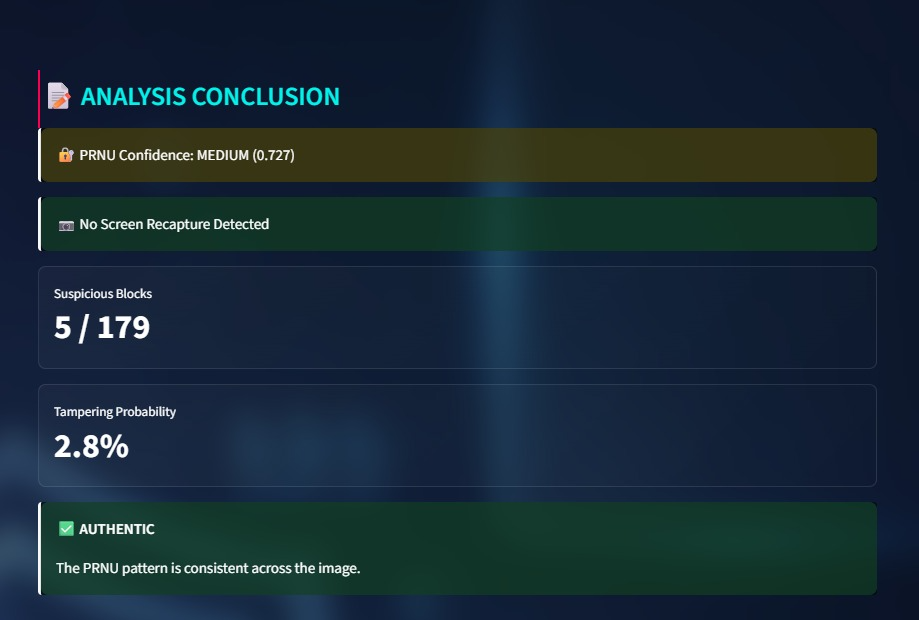 ANALYSIS CONCLUSION
PRNU Confidence: MEDIUM (0.727)
No Screen Recapture Detected
Suspicious Blocks
5 / 179
Tampering Probability
2.8%
AUTHENTIC
The PRNU pattern is consistent across the image.